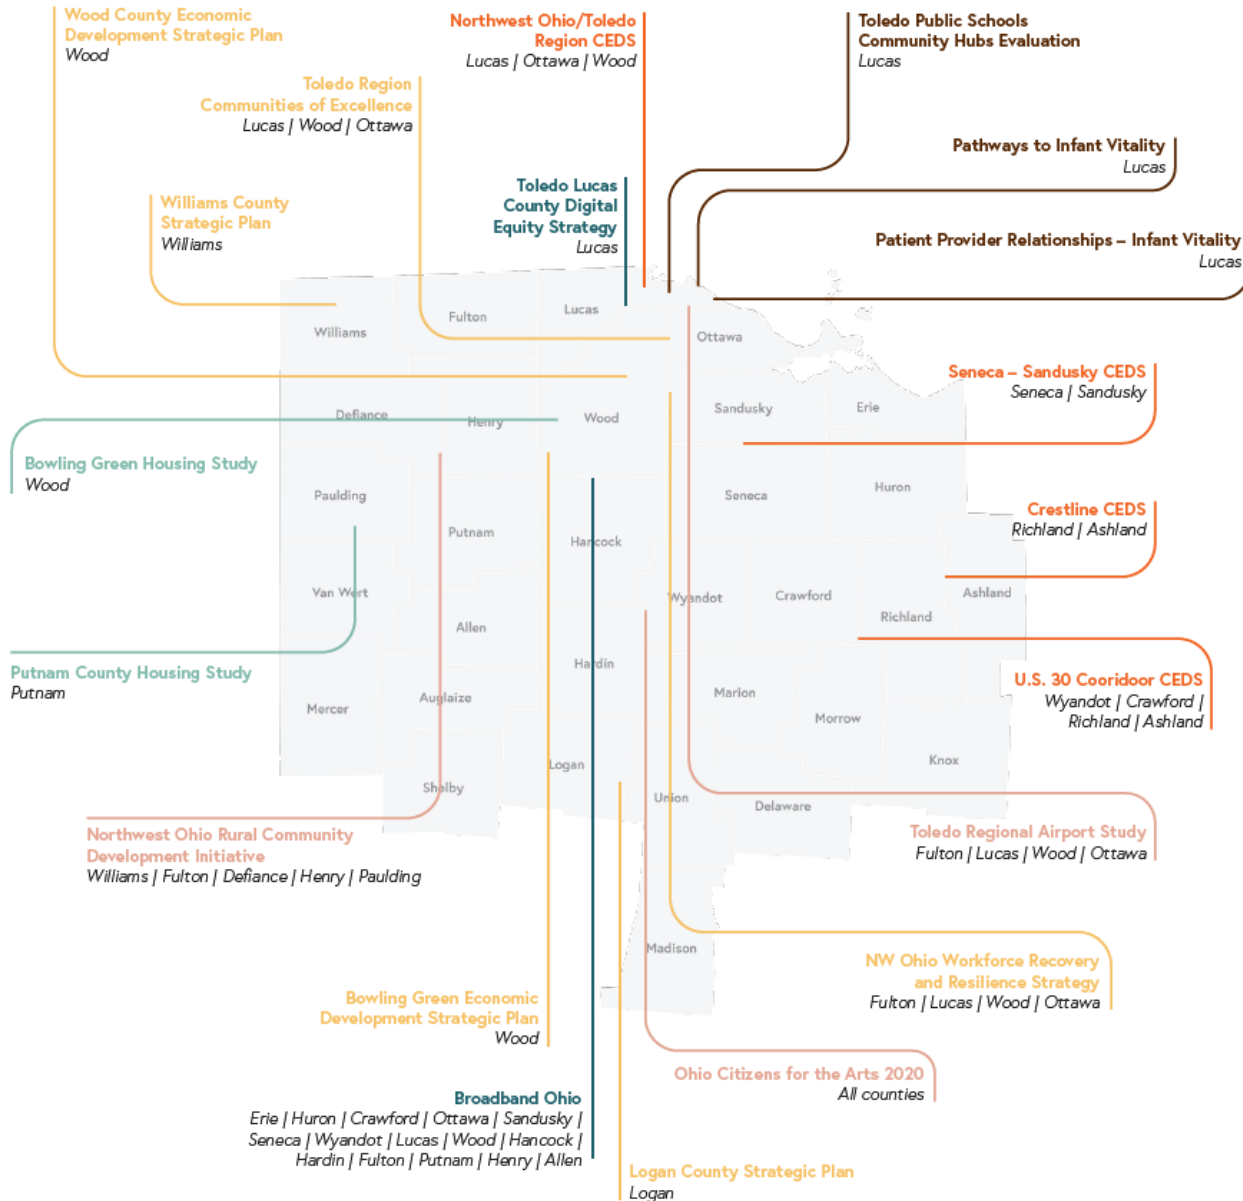 Wood County Economic
Development Strategic Plan
Wood
Northwest Ohio/Toledo
Region CEDS
Lucas | Ottawa | Wood
Toledo Public Schools
Community Hubs Evaluation
Lucas
Toledo Region
Communities of Excellence
Lucas | Wood | Ottawa
Pathways to Infant Vitality
Lucas
Toledo Lucas
County Digital
Equity Strategy
Lucas
Williams County
Strategic Plan
Williams
Patient Provider Relationships – Infant Vitality
Lucas
Williams
Fulton
Lucas
Ottawa
Seneca – Sandusky CEDS
Seneca | Sandusky
Defiance
Henry
Wood
Sandusky
Erie
Bowling Green Housing Study
Wood
Paulding
Seneca
Huron
Crestline CEDS
Richland | Ashland
Putnam
Hancock
Van Wert
Wyandot
Crawford
Ashland
Richland
Allen
Hardin
Putnam County Housing Study
Putnam
U.S. 30 Cooridoor CEDS
Wyandot | Crawford |
Richland | Ashland
Mercer
Auglaize
Marion
Morrow
Logan
Knox
Shelby
Union
Delaware
Northwest Ohio Rural Community
Development Initiative
Williams | Fulton | Defiance | Henry | Paulding
Toledo Regional Airport Study
Fulton | Lucas | Wood | Ottawa
Madison
NW Ohio Workforce Recovery
and Resilience Strategy
Fulton | Lucas | Wood | Ottawa
Bowling Green Economic
Development Strategic Plan
Wood
Ohio Citizens for the Arts 2020
All counties
Broadband Ohio
Erie | Huron | Crawford | Ottawa | Sandusky |
Seneca | Wyandot | Lucas | Wood | Hancock |
Hardin | Fulton | Putnam | Henry | Allen
Logan County Strategic Plan
Logan